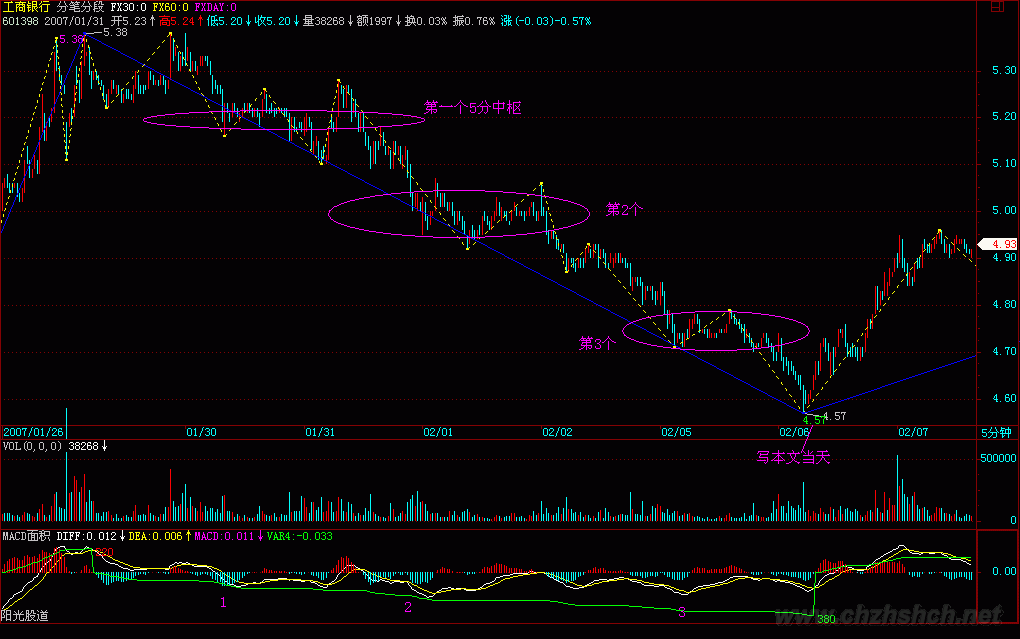 工商银行 分笔分段 FX30:0 FX60:0 FXDAY:0
601398 2007/01/31 开5.23↑高5.24↑低5.20↓收5.20↓量38268↓额1997↓换0.03% 振0.76% 涨(-0.03)-0.57%
5.38 5.38
5.30
第一个5分中枢
5.20
5.10
第2个
5.00
4.93
4.90
4.80
第3个
4.70
4.60
4.57 4.57
2007/01/26 01/30 01/31 02/01 02/02 02/05 02/06 02/07 5分钟
VOL(0,0,0) 38268↓
写本文当天
500000
0
MACD面积 DIFF:0.012↓DEA:0.006↑MACD:0.011↓VAR4:-0.033
0.00
1
2
3
阳光股道
380
www.chzhshch.net